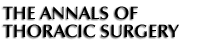 THE ANNALS OF
THORACIC SURGERY